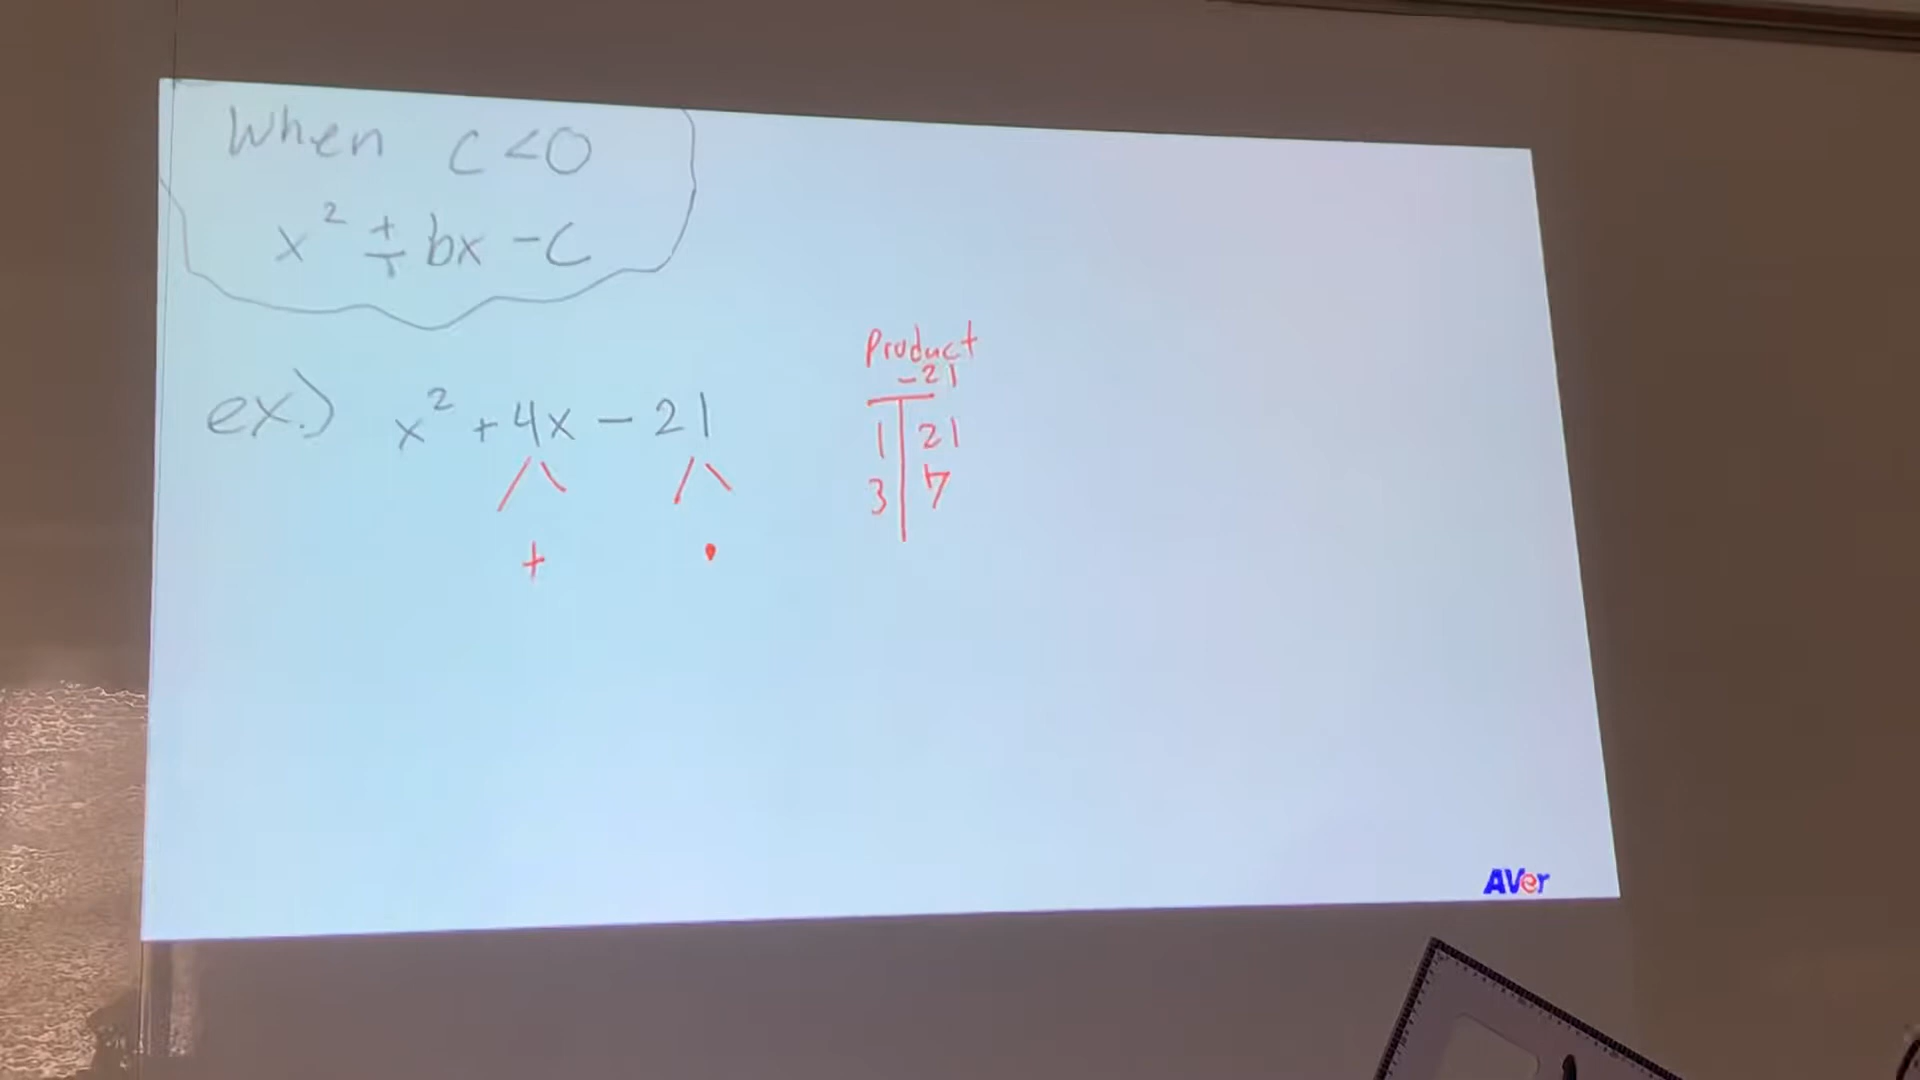 When c<0
x² ± bx - c
ex.) x² + 4x - 21
+ •
Product
-21
1 | 21
3 | 7
AVer